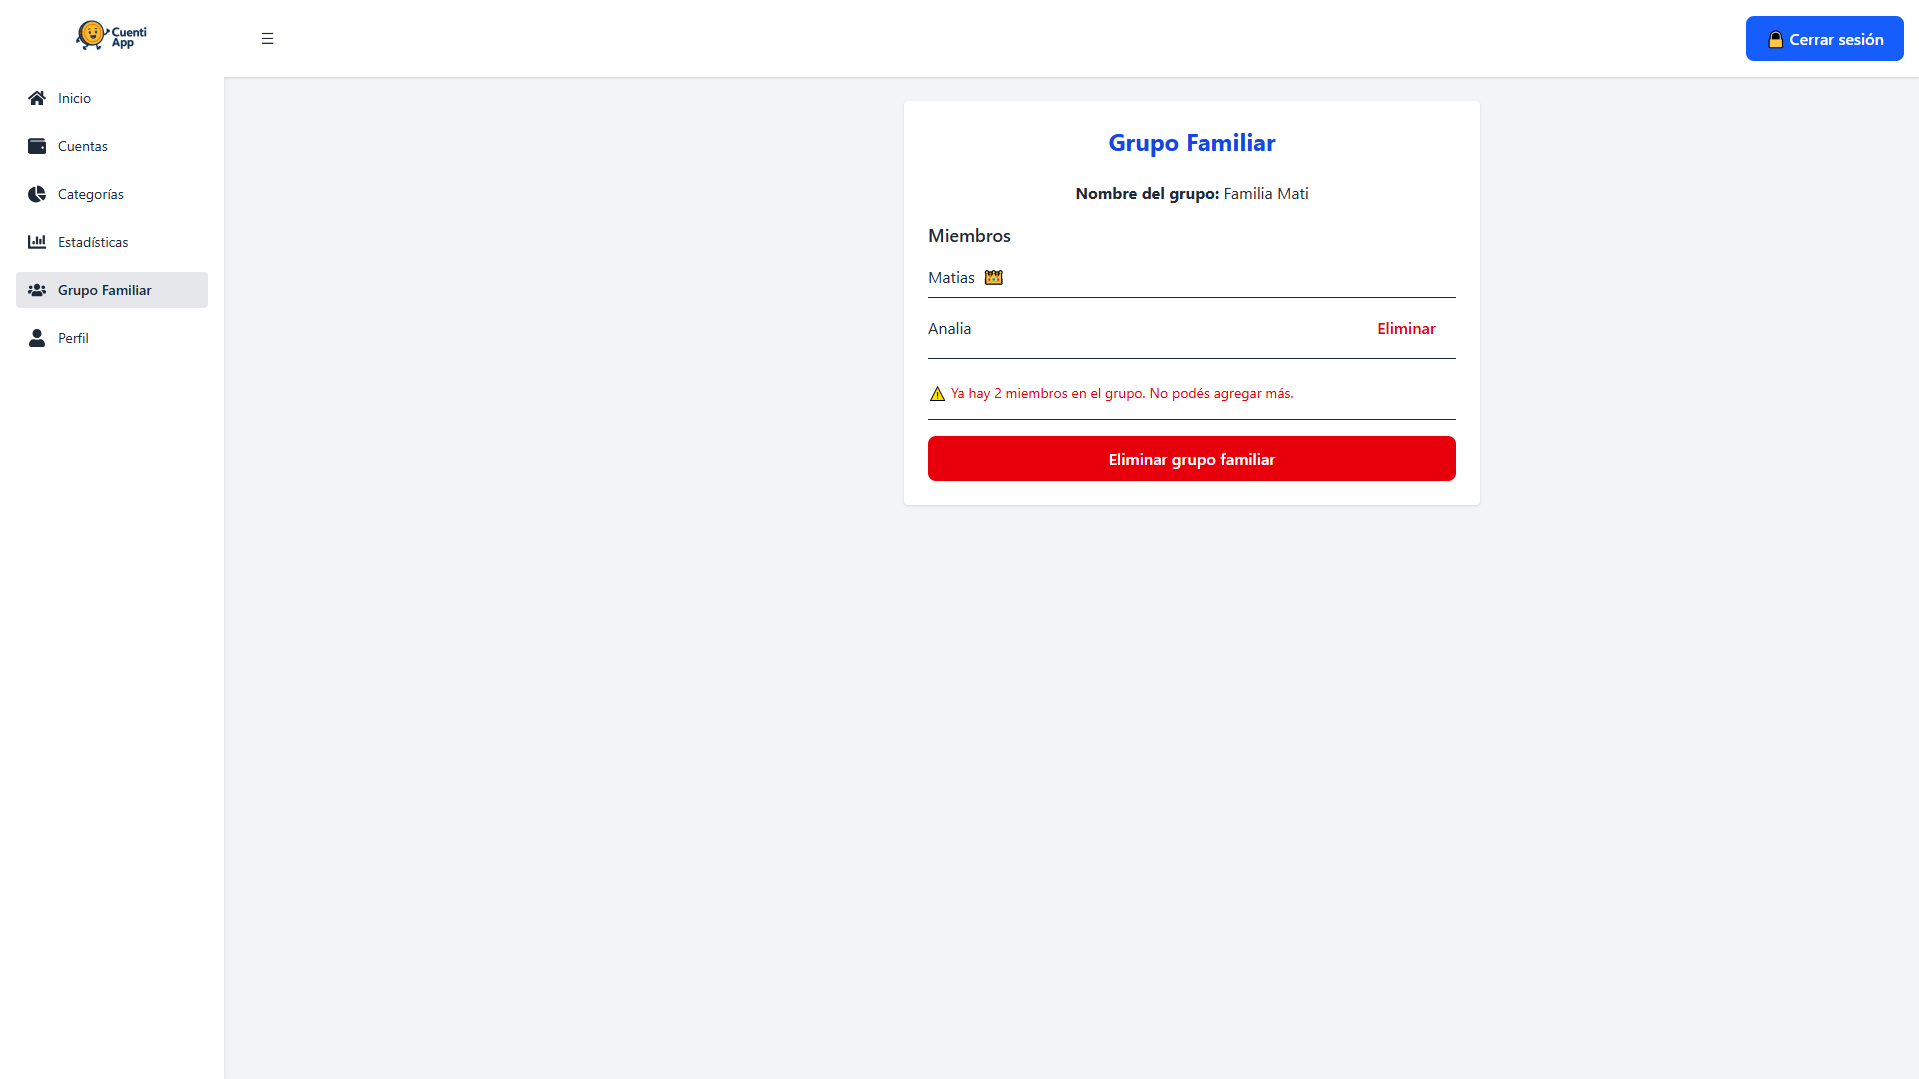 Cuenti
App
☰
🔒 Cerrar sesión
Inicio
Cuentas
Categorías
Estadísticas
Grupo Familiar
Perfil
Grupo Familiar
Nombre del grupo: Familia Mati
Miembros
Matias 👑
Analia Eliminar
⚠️ Ya hay 2 miembros en el grupo. No podés agregar más.
Eliminar grupo familiar